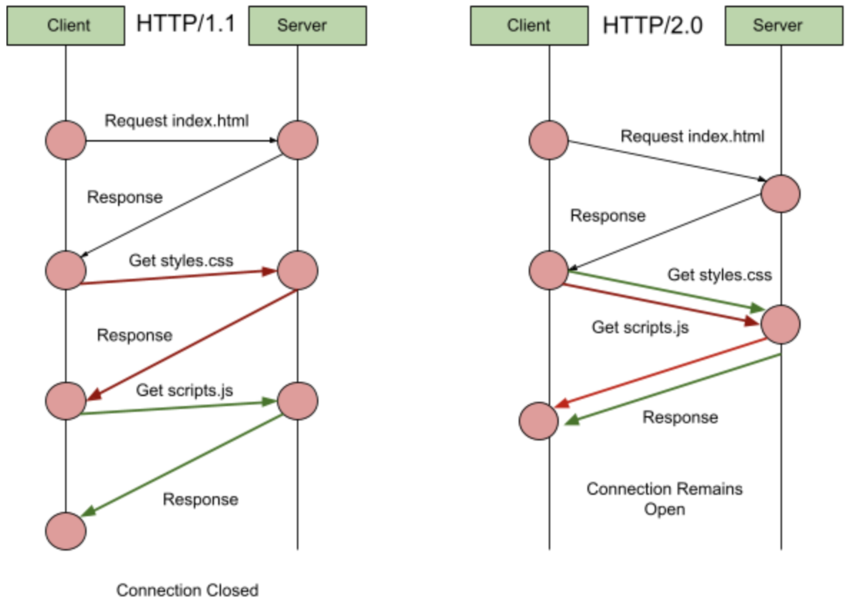 Client
HTTP/1.1
Server
Request index.html
Response
Get styles.css
Response
Get scripts.js
Response
Connection Closed
Client
HTTP/2.0
Server
Request index.html
Response
Get styles.css
Get scripts.js
Response
Connection Remains
Open